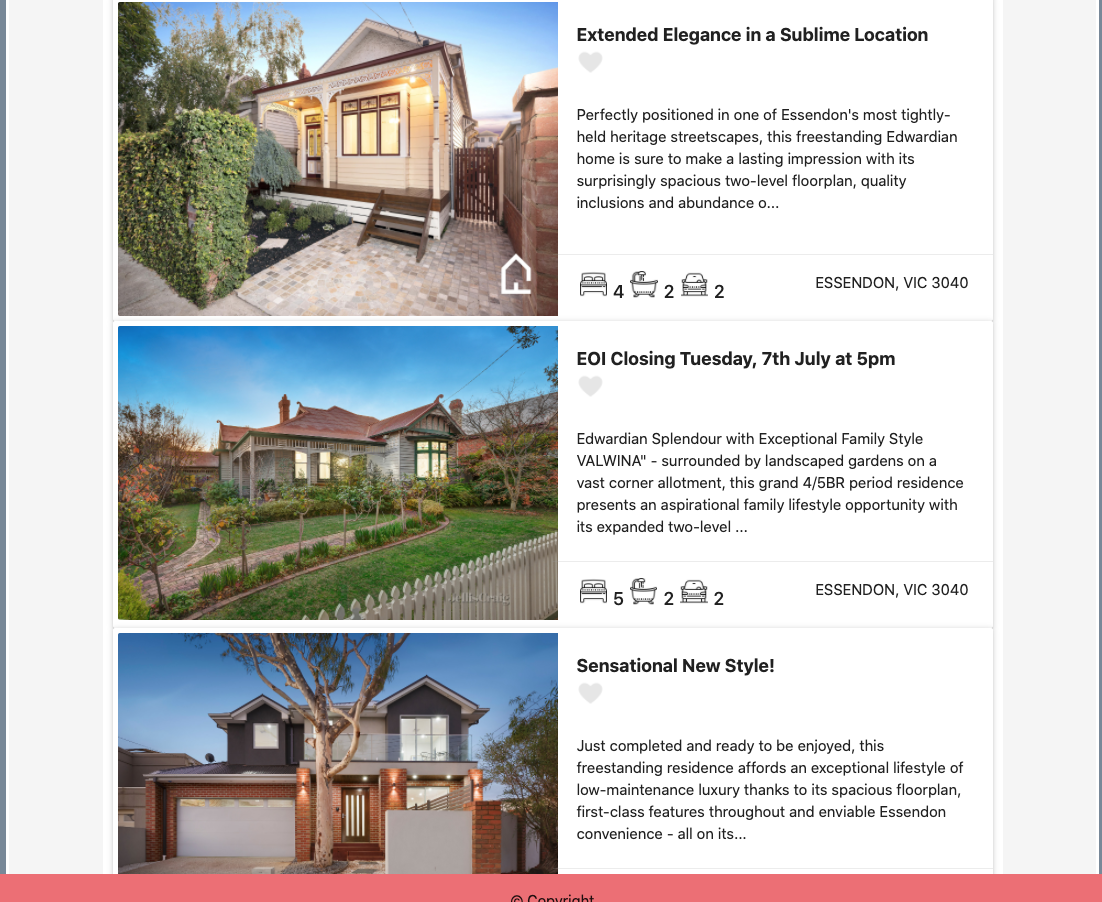 Extended Elegance in a Sublime Location
Perfectly positioned in one of Essendon's most tightly-
held heritage streetscapes, this freestanding Edwardian
home is sure to make a lasting impression with its
surprisingly spacious two-level floorplan, quality
inclusions and abundance o...
4 2 2 ESSENDON, VIC 3040
EOI Closing Tuesday, 7th July at 5pm
Edwardian Splendour with Exceptional Family Style
VALWINA" - surrounded by landscaped gardens on a
vast corner allotment, this grand 4/5BR period residence
presents an aspirational family lifestyle opportunity with
its expanded two-level ...
5 2 2 ESSENDON, VIC 3040
Sensational New Style!
Just completed and ready to be enjoyed, this
freestanding residence affords an exceptional lifestyle of
low-maintenance luxury thanks to its spacious floorplan,
first-class features throughout and enviable Essendon
convenience - all on its...
© Copyright